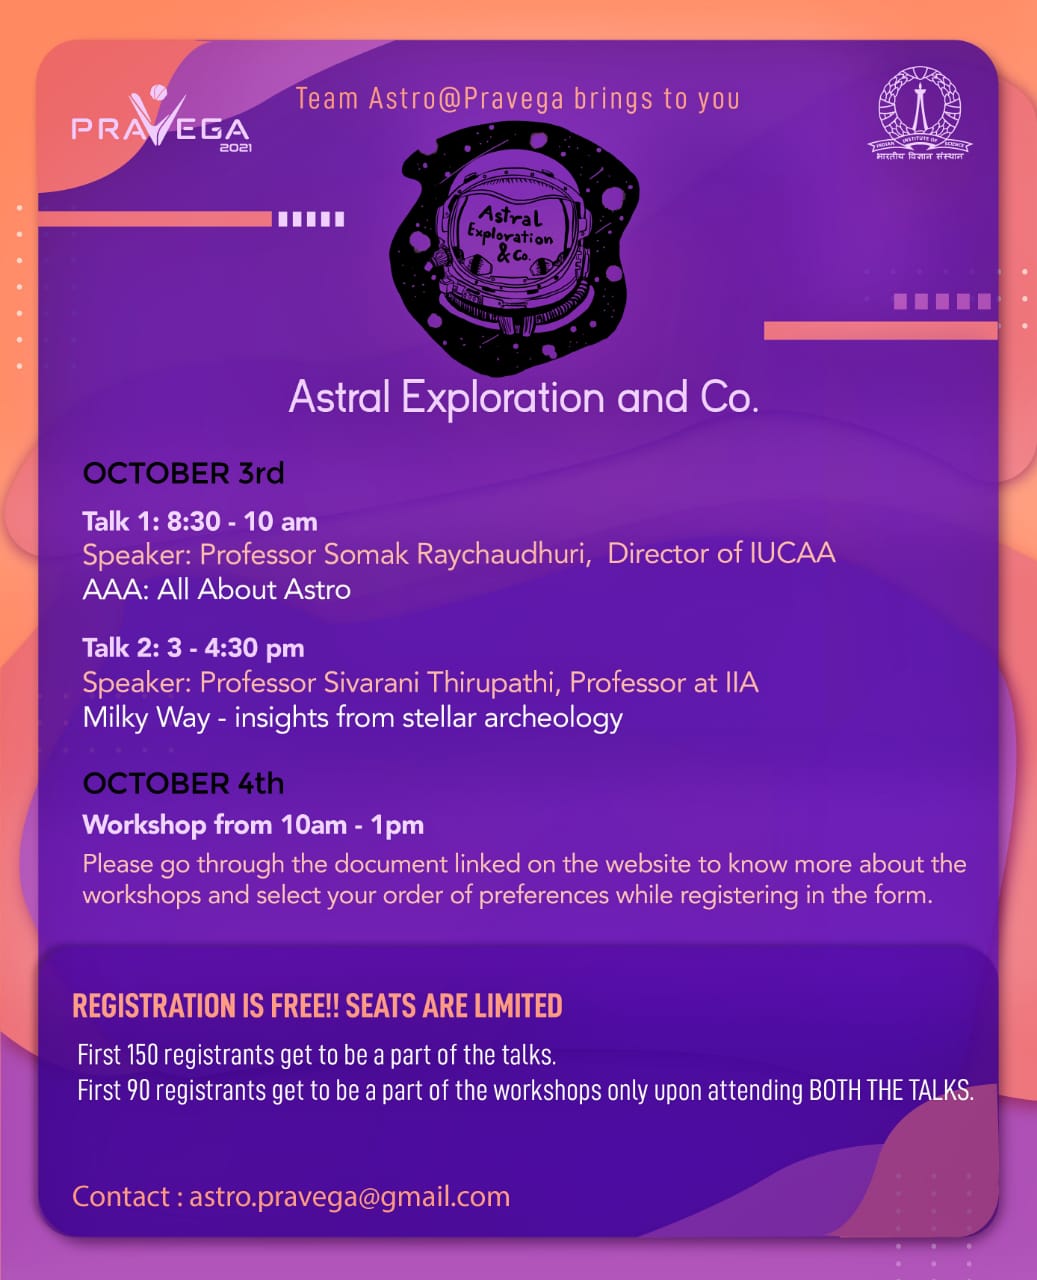 PRAVEGA
2021
Team Astro@Pravega brings to you
INDIAN INSTITUTE OF SCIENCE
भारतीय विज्ञान संस्थान
Astral
Exploration
& Co.
Astral Exploration and Co.
OCTOBER 3rd
Talk 1: 8:30 - 10 am
Speaker: Professor Somak Raychaudhuri, Director of IUCAA
AAA: All About Astro
Talk 2: 3 - 4:30 pm
Speaker: Professor Sivarani Thirupathi, Professor at IIA
Milky Way - insights from stellar archeology
OCTOBER 4th
Workshop from 10am - 1pm
Please go through the document linked on the website to know more about the
workshops and select your order of preferences while registering in the form.
REGISTRATION IS FREE!! SEATS ARE LIMITED
First 150 registrants get to be a part of the talks.
First 90 registrants get to be a part of the workshops only upon attending BOTH THE TALKS.
Contact : astro.pravega@gmail.com